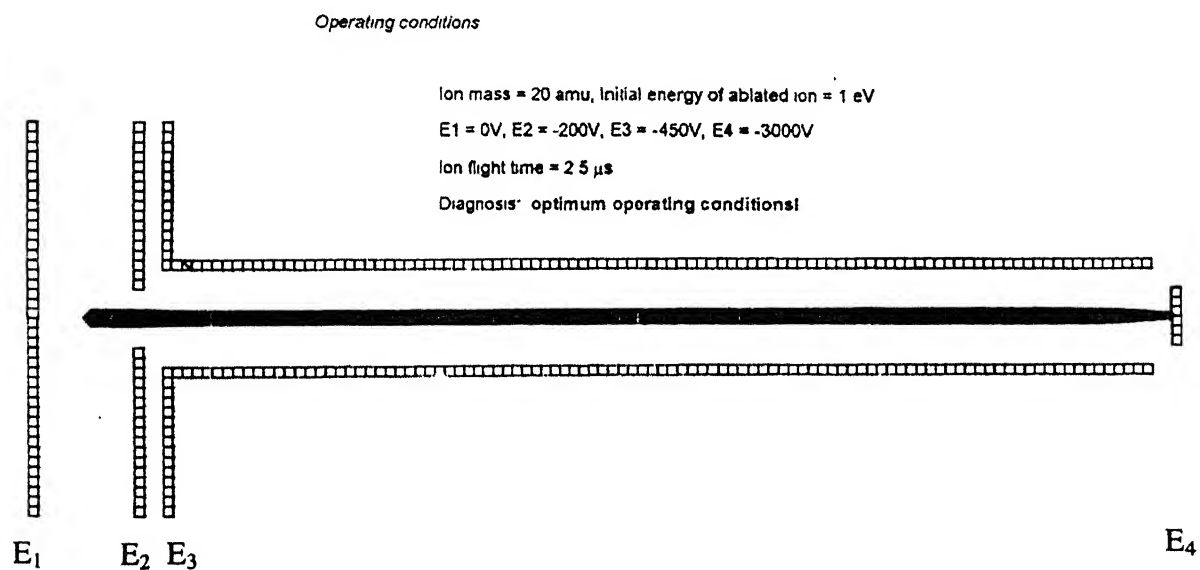 Operating conditions
Ion mass = 20 amu, Initial energy of ablated ion = 1 eV
E1 = 0V, E2 = -200V, E3 = -450V, E4 = -3000V
Ion flight time = 2 5 μs
Diagnosis: optimum operating conditions!
E₁ E₂ E₃ E₄